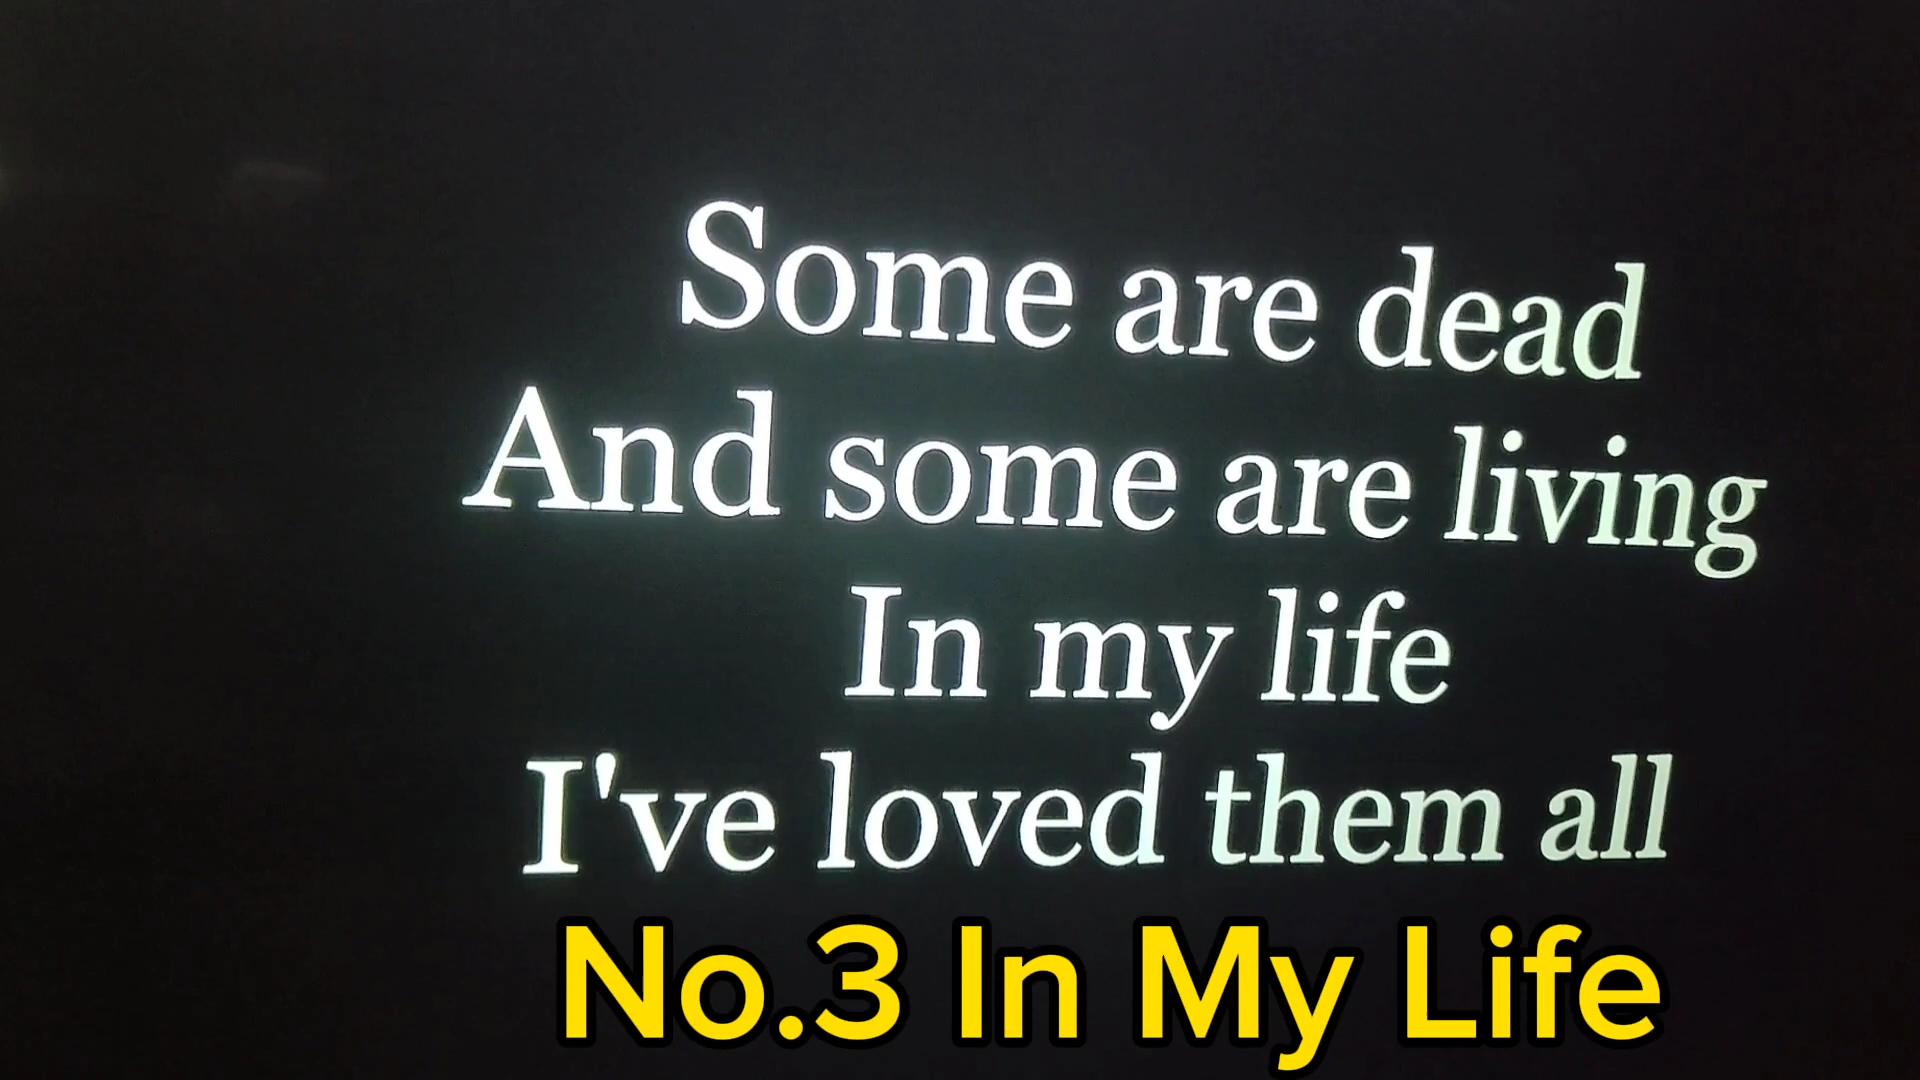 Some are dead
And some are living
In my life
I've loved them all
No.3 In My Life